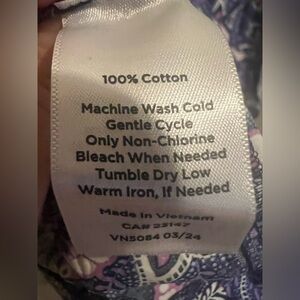 100% Cotton
Machine Wash Cold
Gentle Cycle
Only Non-Chlorine
Bleach When Needed
Tumble Dry Low
Warm Iron, If Needed
Made In Vietnam
CA# 23147
VN5084 03/24